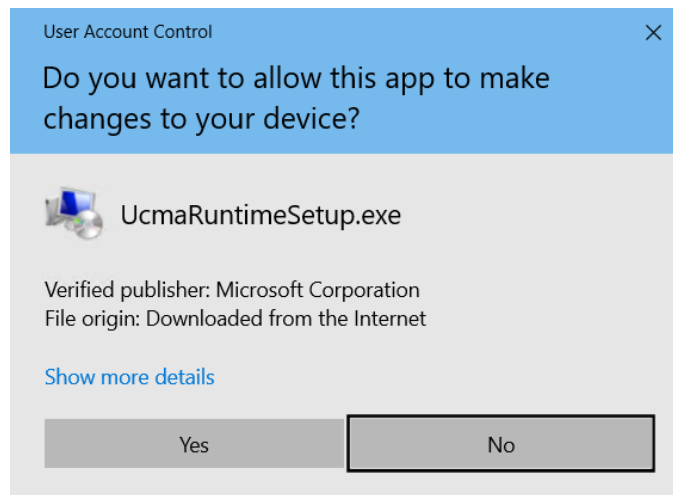 User Account Control
Do you want to allow this app to make
changes to your device?
UcmaRuntimeSetup.exe
Verified publisher: Microsoft Corporation
File origin: Downloaded from the Internet
Show more details
Yes
No